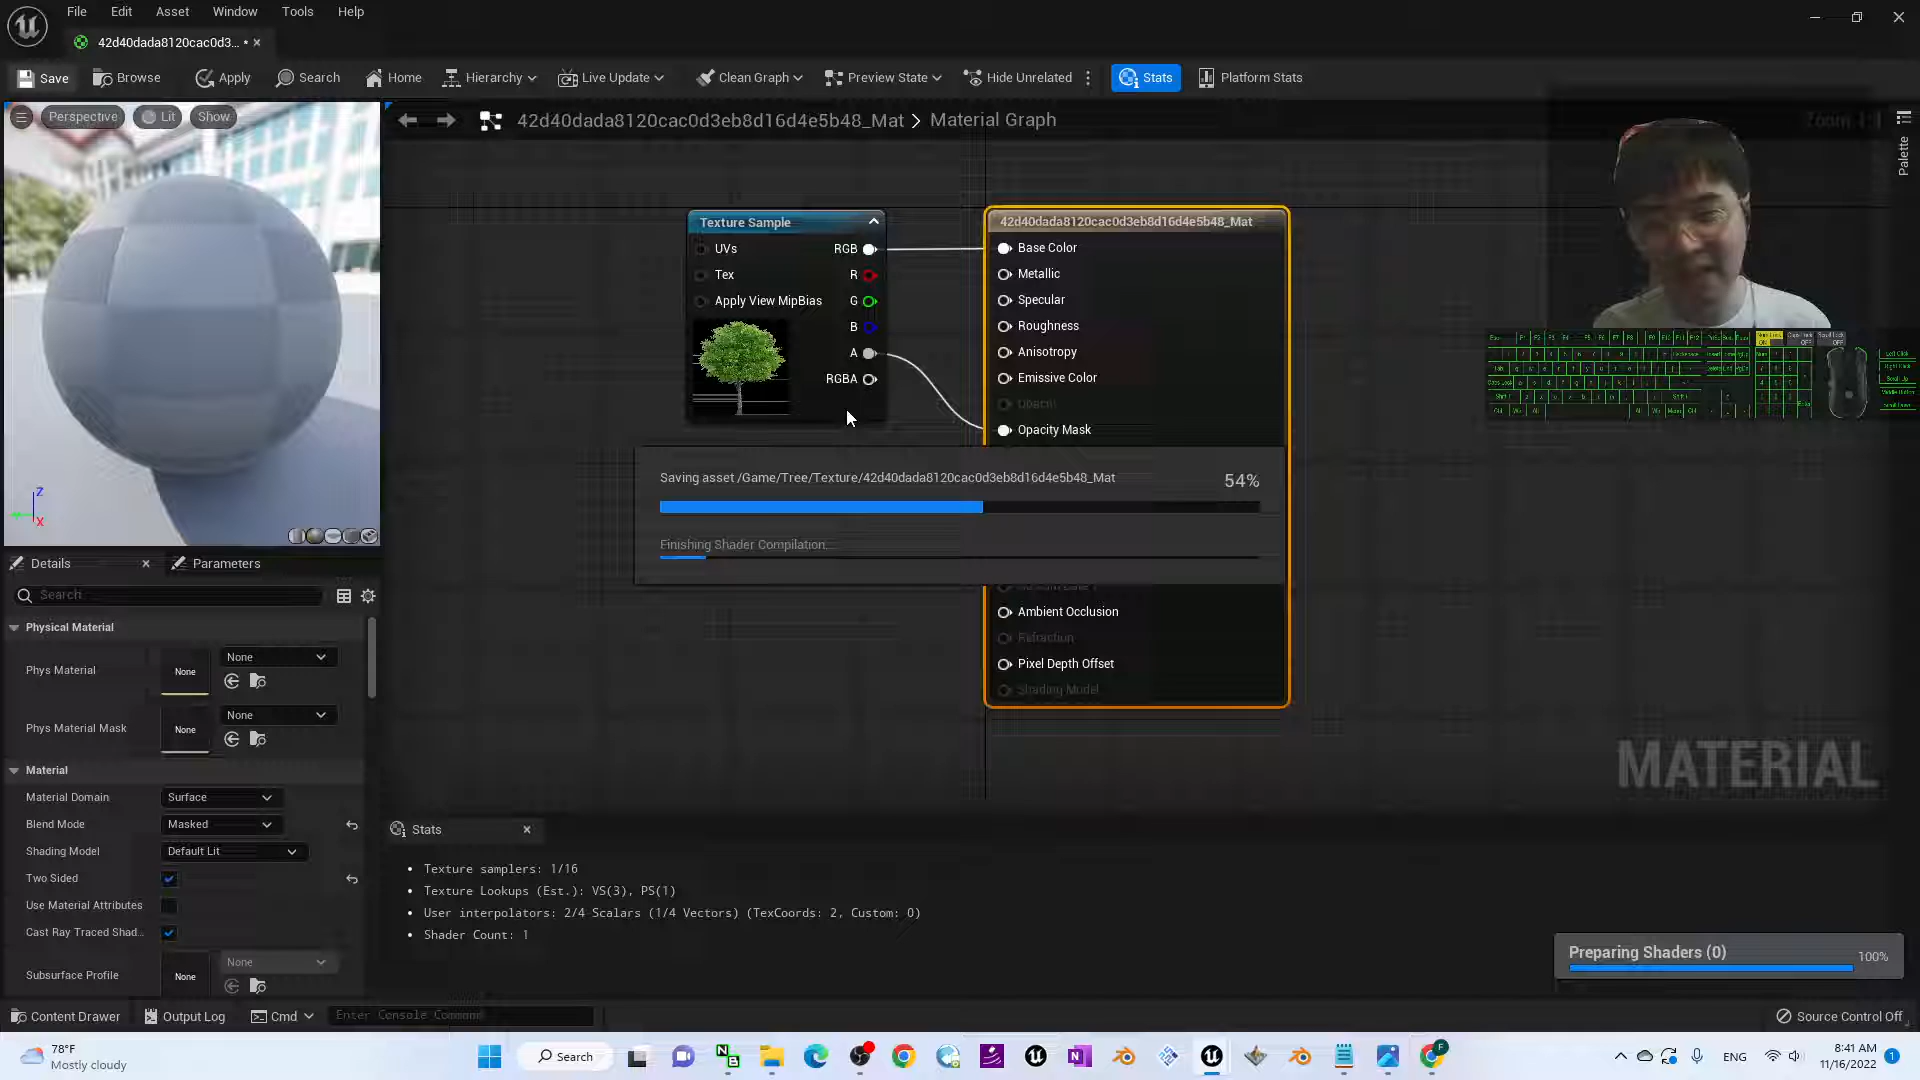 File Edit Asset Window Tools Help
42d40dada8120cac0d3... •
Save Browse Apply Search Home Hierarchy Live Update Clean Graph Preview State Hide Unrelated Stats Platform Stats
Perspective Lit Show
42d40dada8120cac0d3eb8d16d4e5b48_Mat > Material Graph
Zoom 1:1
Palette
Texture Sample
UVs RGB
Tex R
Apply View MipBias G
B
A
RGBA
42d40dada8120cac0d3eb8d16d4e5b48_Mat
Base Color
Metallic
Specular
Roughness
Anisotropy
Emissive Color
Opacity
Opacity Mask
Saving asset /Game/Tree/Texture/42d40dada8120cac0d3eb8d16d4e5b48_Mat 54%
Finishing Shader Compilation...
Ambient Occlusion
Refraction
Pixel Depth Offset
Shading Model
MATERIAL
Z
X
Details Parameters
Search
Physical Material
Phys Material None None
Phys Material Mask None None
Material
Material Domain Surface
Blend Mode Masked
Shading Model Default Lit
Two Sided
Use Material Attributes
Cast Ray Traced Shad...
Subsurface Profile None None
Stats
• Texture samplers: 1/16
• Texture Lookups (Est.): VS(3), PS(1)
• User interpolators: 2/4 Scalars (1/4 Vectors) (TexCoords: 2, Custom: 0)
• Shader Count: 1
Preparing Shaders (0) 100%
Content Drawer Output Log Cmd Enter Console Command Source Control Off
78°F
Mostly cloudy
Search
ENG
8:41 AM
11/16/2022
1